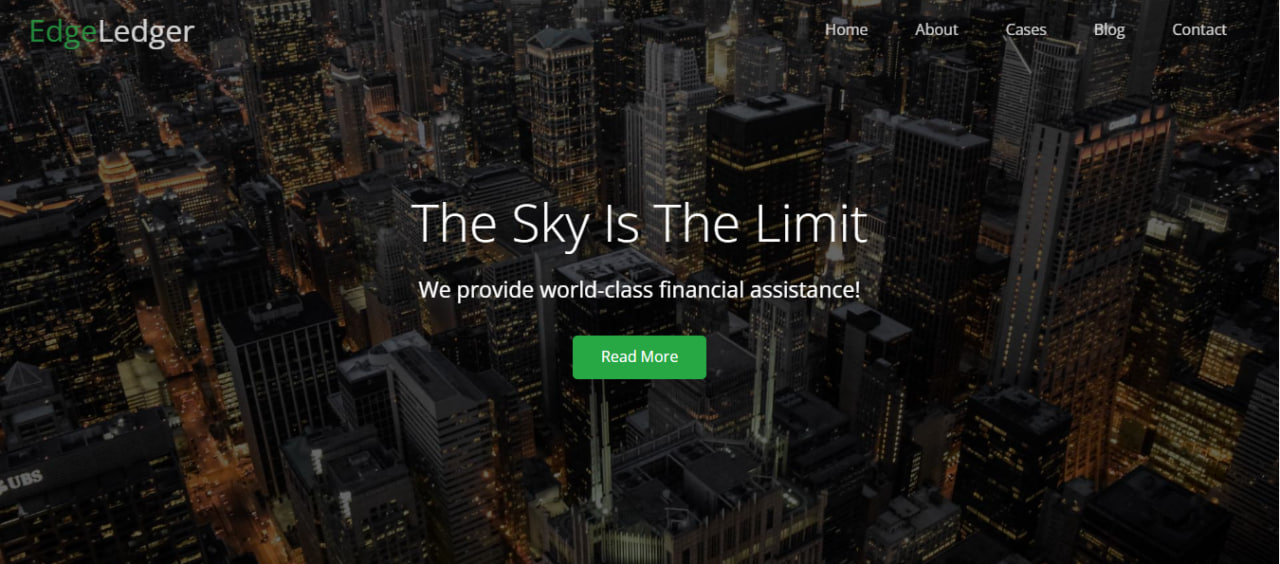 EdgeLedger
Home About Cases Blog Contact
The Sky Is The Limit
We provide world-class financial assistance!
Read More
UBS